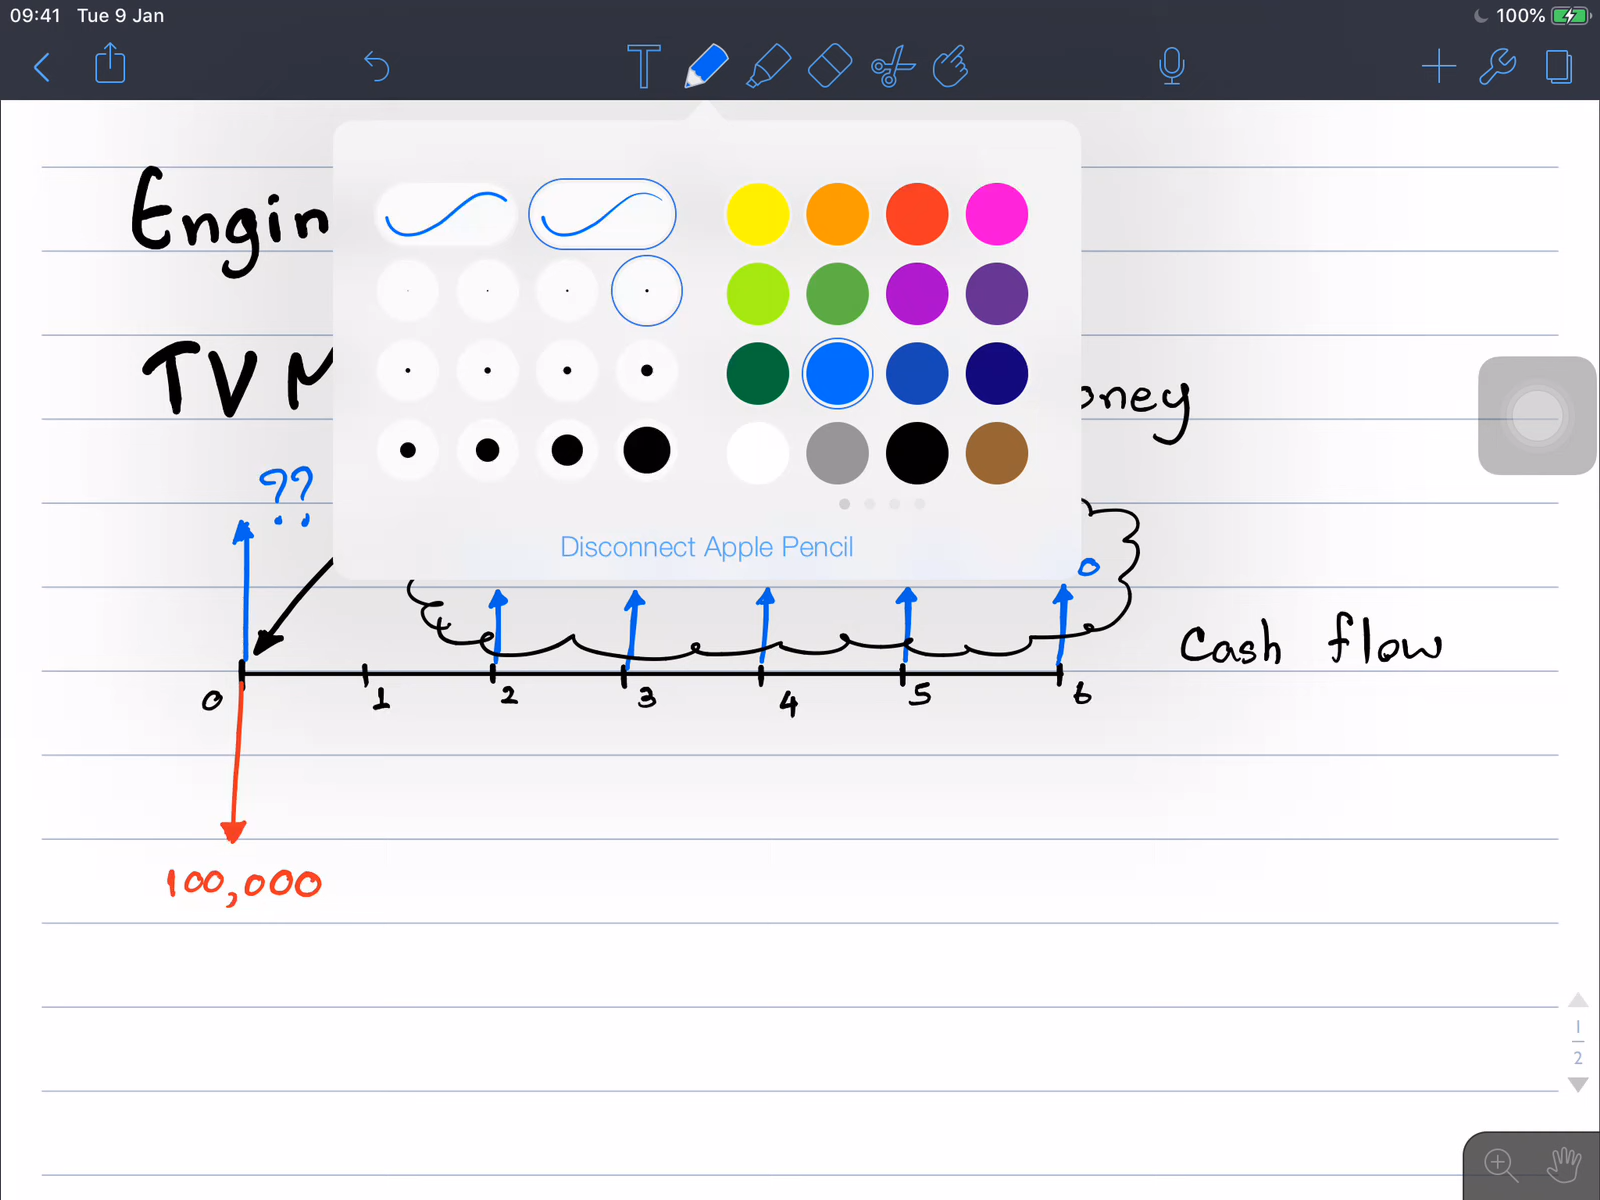 09:41 Tue 9 Jan
100%
T
Engin
TVM
oney
??
Disconnect Apple Pencil
0
Cash flow
0 1 2 3 4 5 6
100,000
1
2